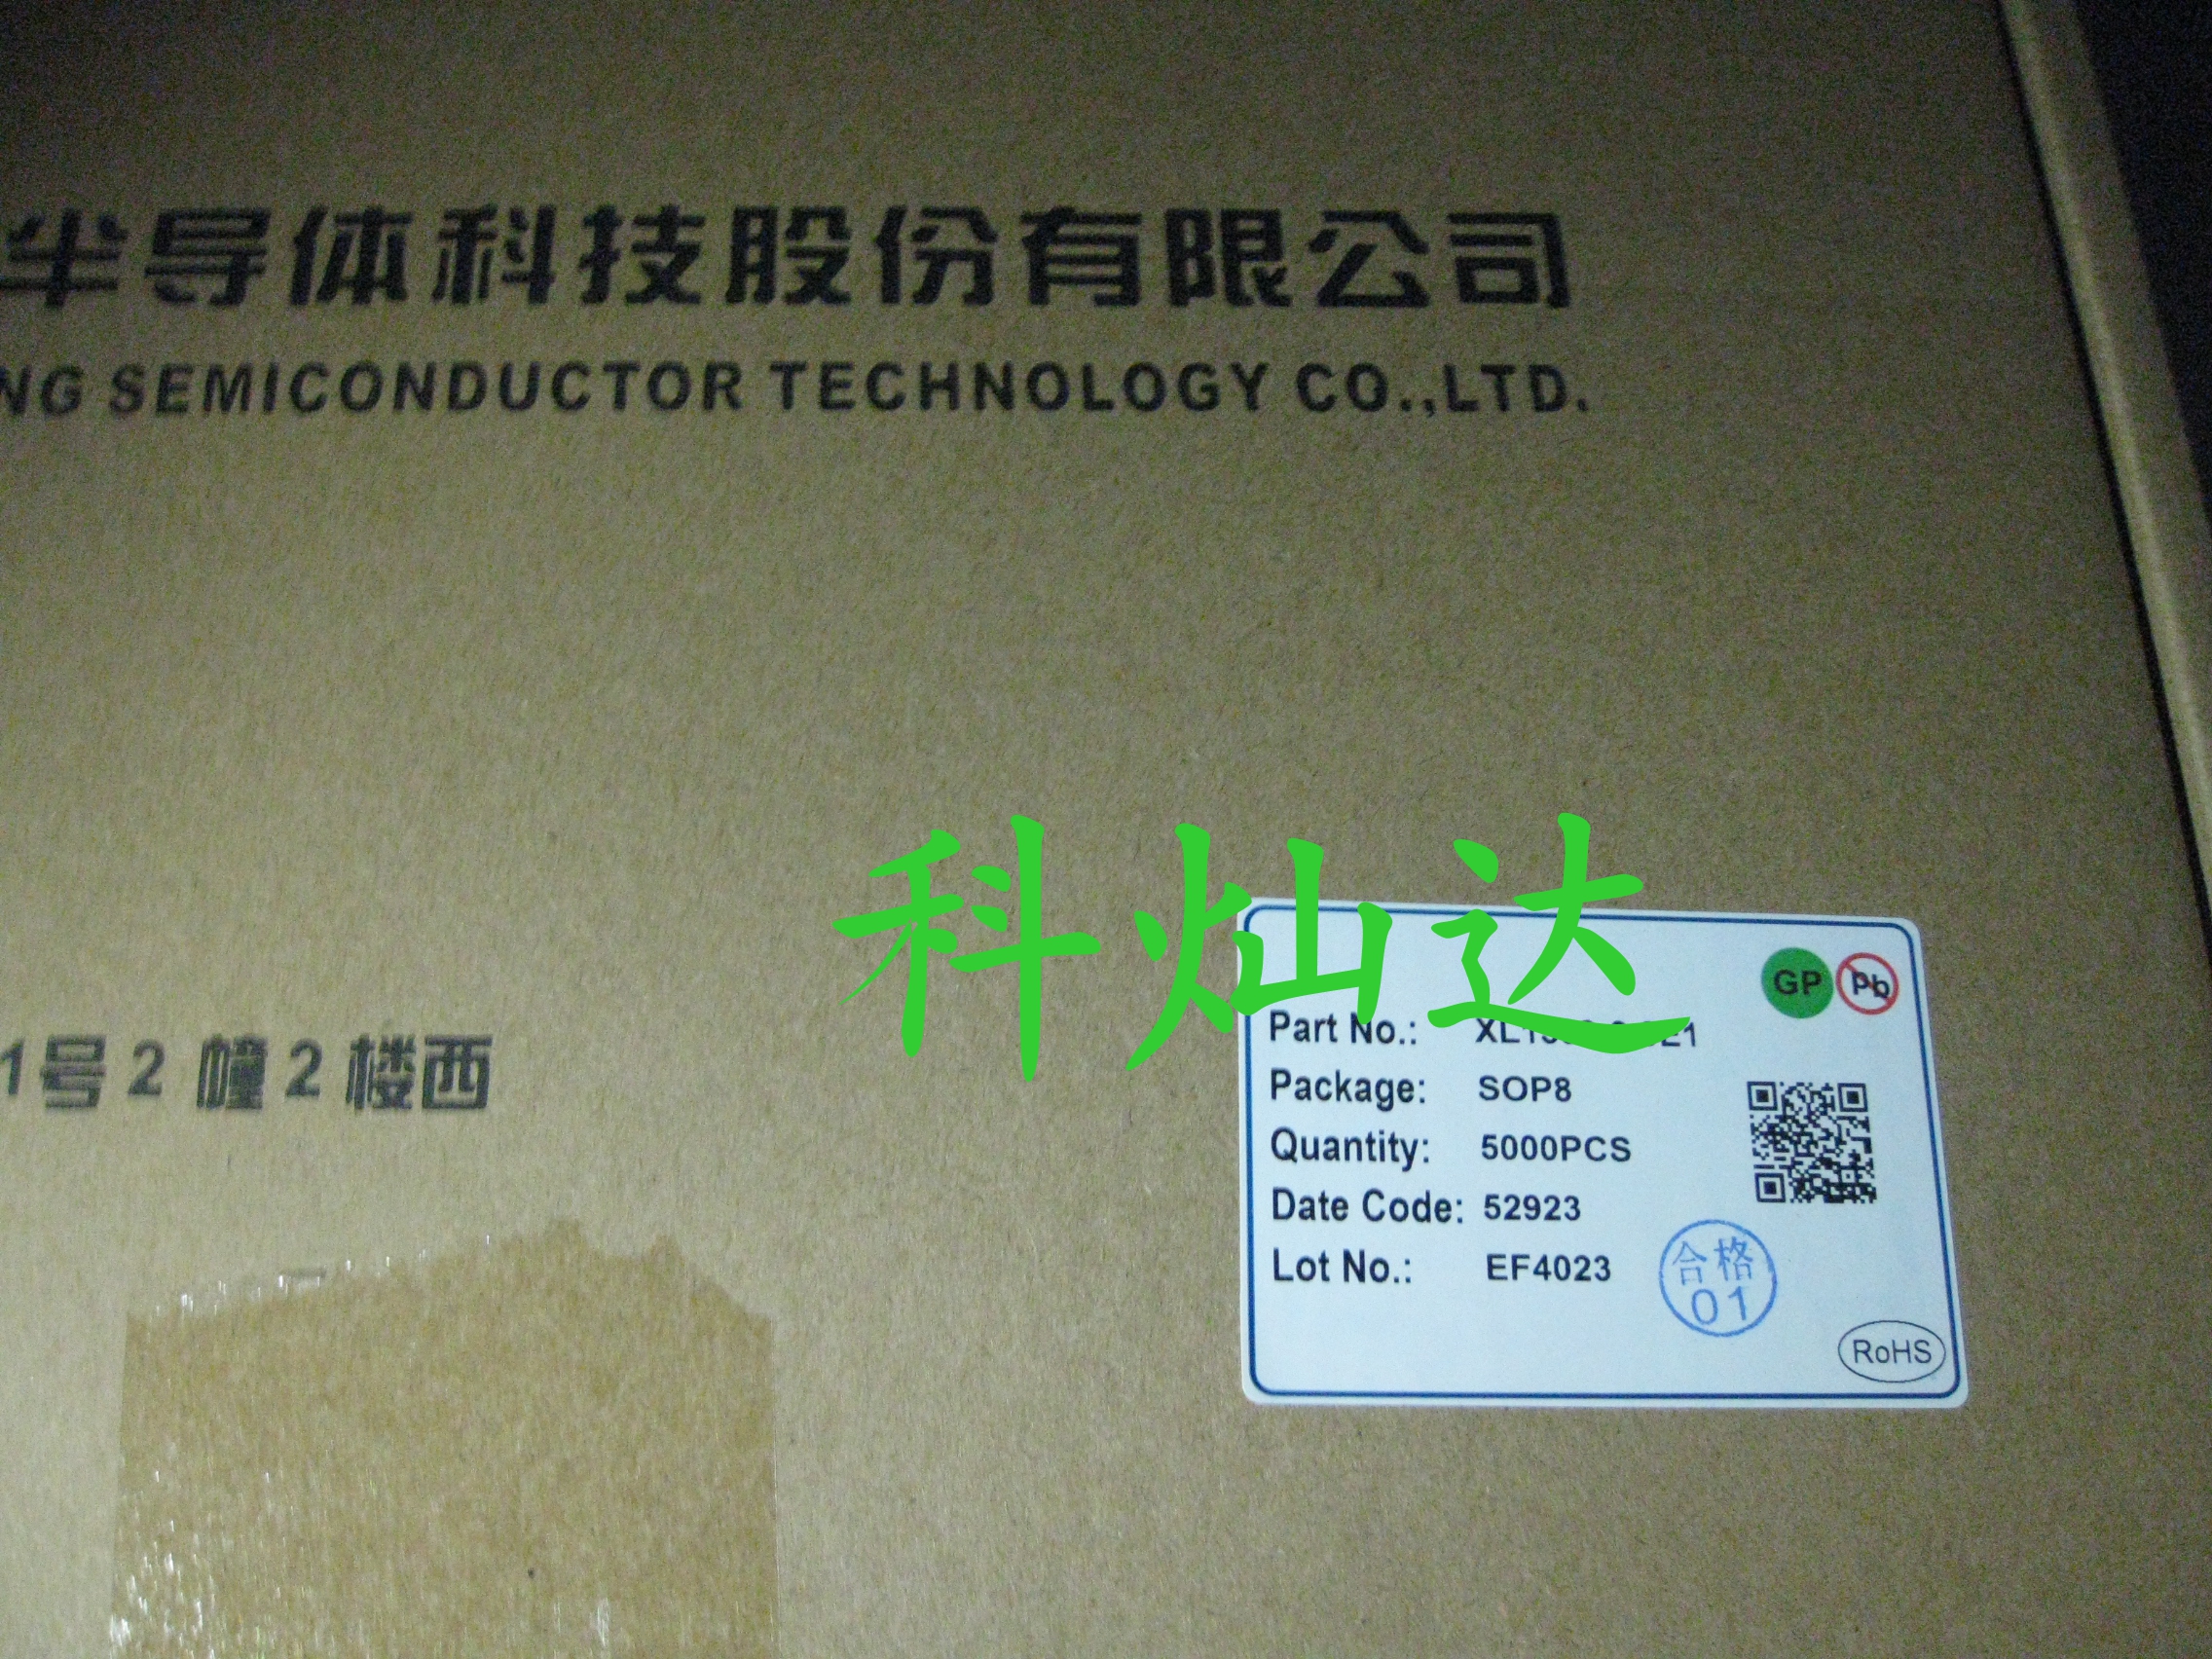 半导体科技股份有限公司
NG SEMICONDUCTOR TECHNOLOGY CO.,LTD.
科灿达
GP Pb
Part No.:
Package: SOP8
1号2幢2楼西
Quantity: 5000PCS
Date Code: 52923
Lot No.: EF4023
合格
01
RoHS